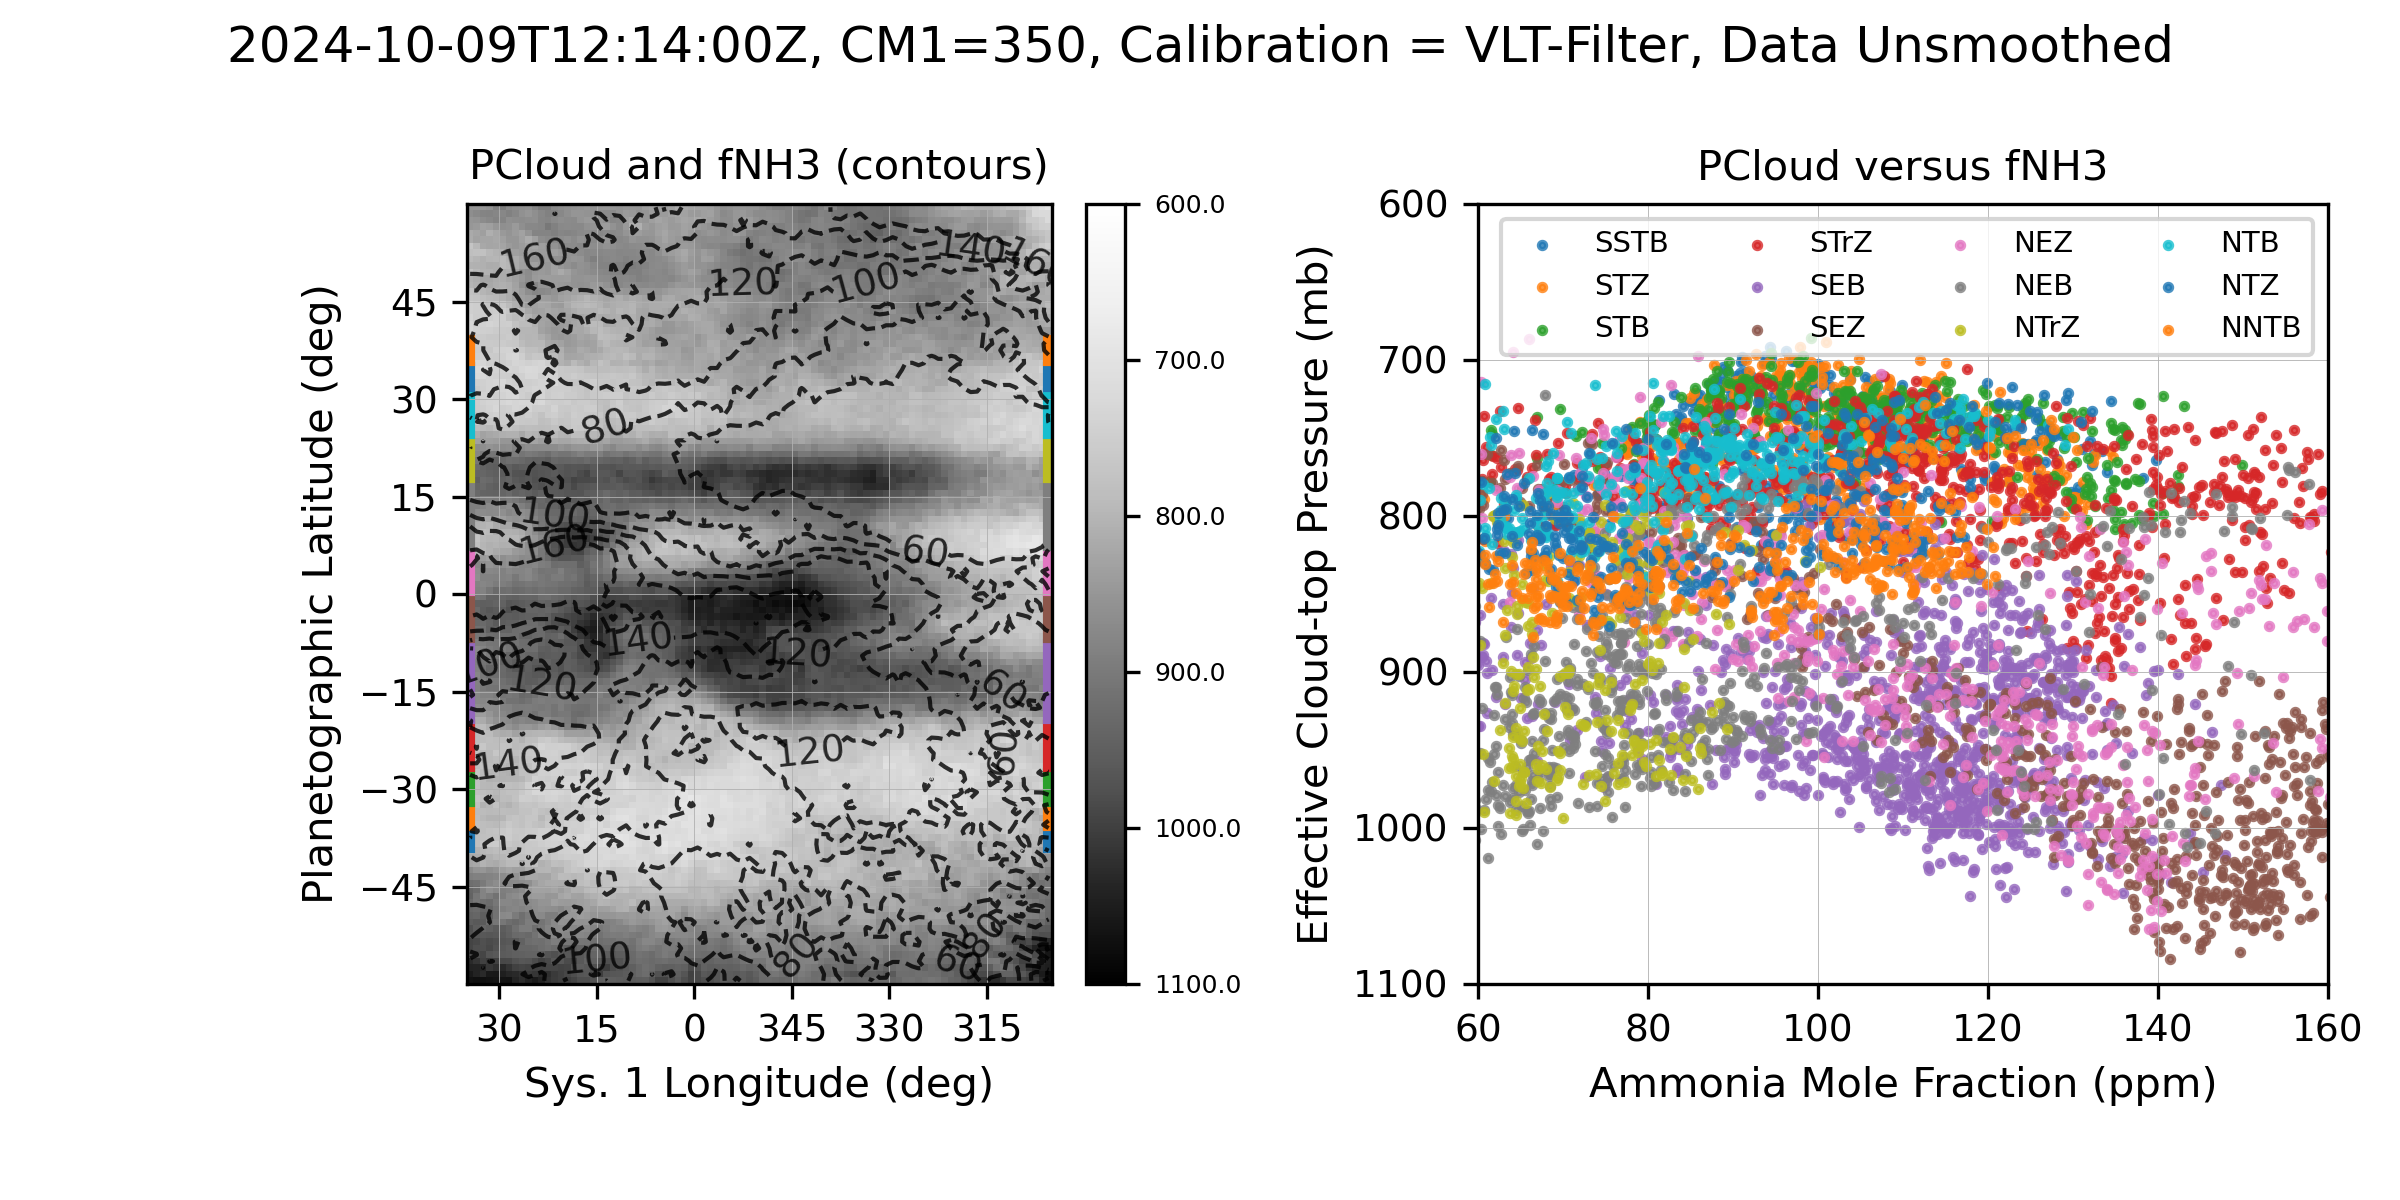 2024-10-09T12:14:00Z, CM1=350, Calibration = VLT-Filter, Data Unsmoothed
PCloud and fNH3 (contours)
Planetographic Latitude (deg)
45
30
15
0
−15
−30
−45
160
120
100
140
80
100
160
60
140
120
120
60
140
120
60
100
80
60
80
30
15
0
345
330
315
Sys. 1 Longitude (deg)
600.0
700.0
800.0
900.0
1000.0
1100.0
PCloud versus fNH3
Effective Cloud-top Pressure (mb)
600
700
800
900
1000
1100
SSTB
STZ
STB
STrZ
SEB
SEZ
NEZ
NEB
NTrZ
NTB
NTZ
NNTB
60
80
100
120
140
160
Ammonia Mole Fraction (ppm)